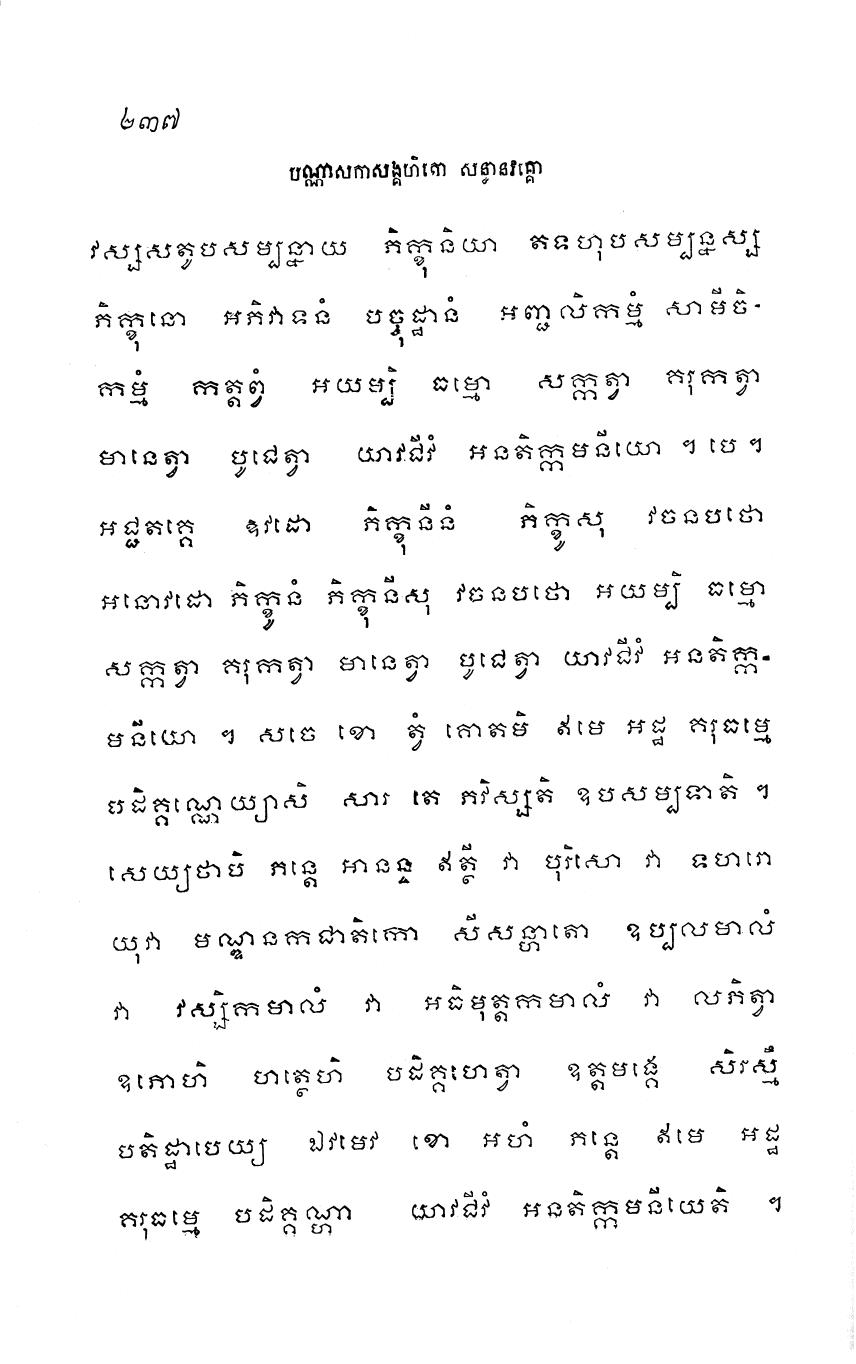 ២៣៧
បណ្ណាសកាសង្គហិតោ សន្ធានវគ្គោ
វស្សសតូបសម្បន្នាយ ភិក្ខុនិយា តទហុបសម្បន្នស្ស
ភិក្ខុនោ អភិវាទនំ បច្ចុដ្ឋានំ អញ្ជលិកម្មំ សាមីចិ-
កម្មំ កត្តព្វំ អយម្បិ ធម្មោ សក្កត្វា គរុកត្វា
មានេត្វា បូជេត្វា យាវជីវំ អនតិក្កមនីយោ ។ បេ ។
អជ្ជតគ្គេ ឱវដោ ភិក្ខុនីនំ ភិក្ខូសុ វចនបថោ
អនោវដោ ភិក្ខូនំ ភិក្ខុនីសុ វចនបថោ អយម្បិ ធម្មោ
សក្កត្វា គរុកត្វា មានេត្វា បូជេត្វា យាវជីវំ អនតិក្ក-
មនីយោ ។ សចេ ខោ ត្វំ គោតមិ ឥមេ អដ្ឋ គរុធម្មេ
បដិគ្គណ្ណេយ្យាសិ សាវ តេ ភវិស្សតិ ឧបសម្បទាតិ ។
សេយ្យថាបិ ភន្តេ អានន្ទ ឥត្ថី វា បុរិសោ វា ទហរោ
យុវា មណ្ឌនកជាតិកោ សីសន្ហាតោ ឧប្បលមាលំ
វា វស្សិកមាលំ វា អធិមុត្តកមាលំ វា លភិត្វា
ឧភោហិ ហត្ថេហិ បដិគ្គហេត្វា ឧត្តមង្គេ សិរស្មឹ
បតិដ្ឋាបេយ្យ ឯវមេវ ខោ អហំ ភន្តេ ឥមេ អដ្ឋ
គរុធម្មេ បដិគ្គណ្ហា យាវជីវំ អនតិក្កមនីយេតិ ។